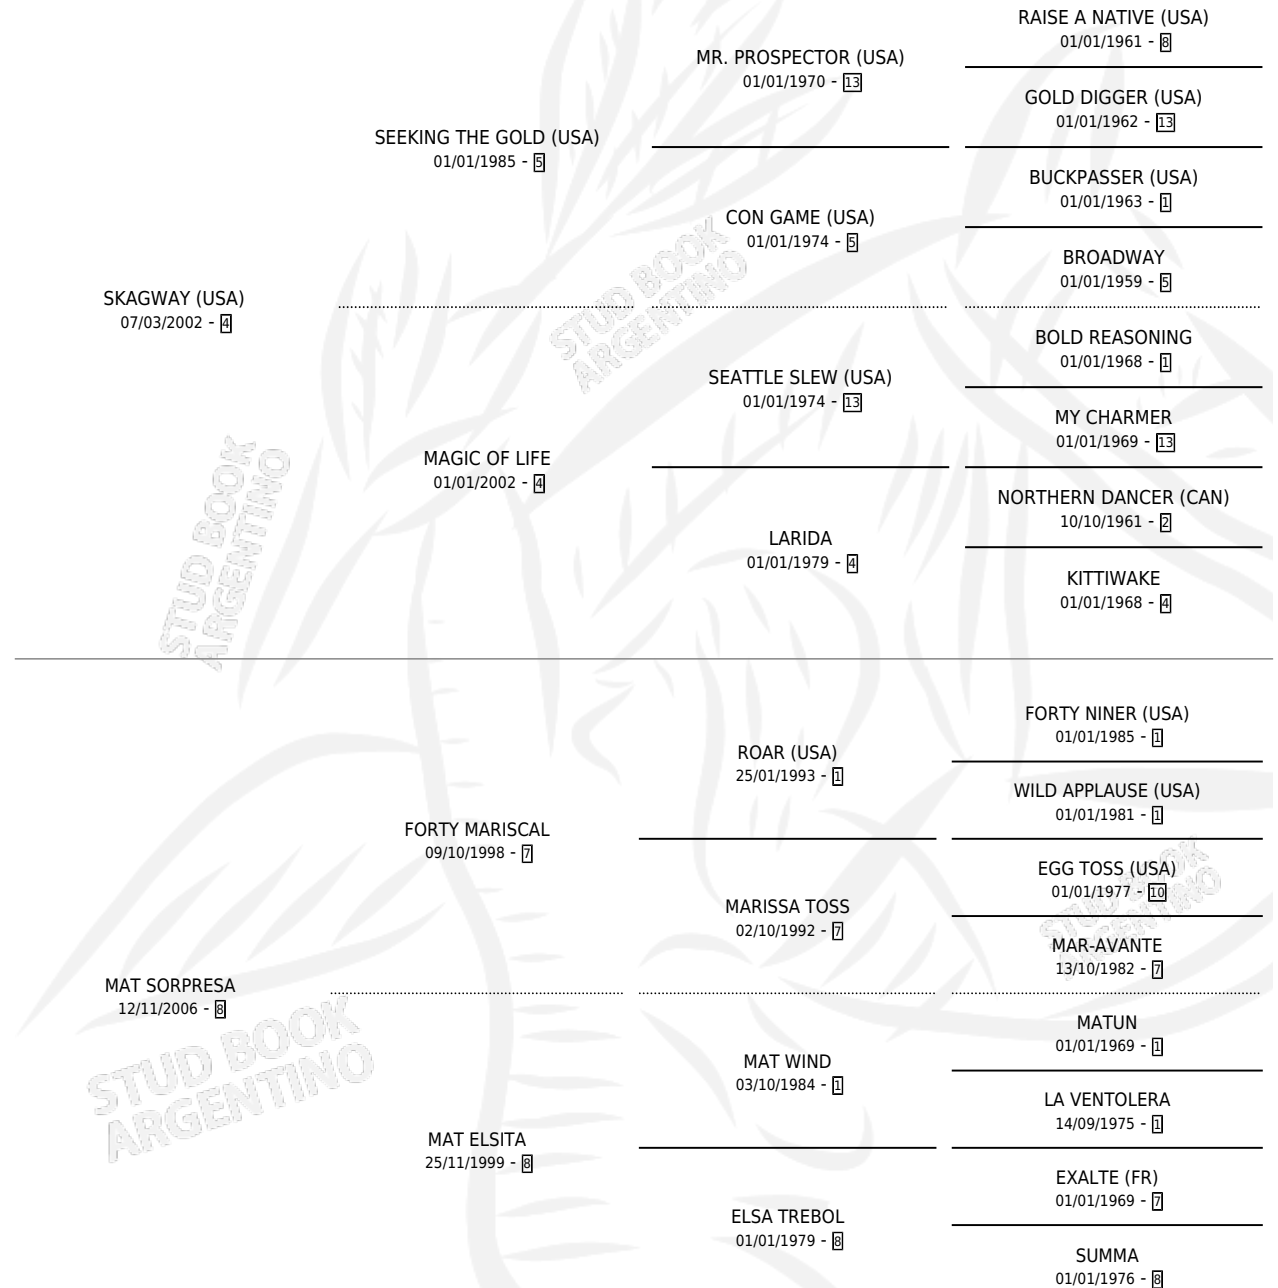 RAISE A NATIVE (USA)
01/01/1961 - 8
MR. PROSPECTOR (USA)
01/01/1970 - 13
GOLD DIGGER (USA)
01/01/1962 - 13
SEEKING THE GOLD (USA)
01/01/1985 - 5
BUCKPASSER (USA)
01/01/1963 - 1
CON GAME (USA)
01/01/1974 - 5
BROADWAY
01/01/1959 - 5
SKAGWAY (USA)
07/03/2002 - 4
BOLD REASONING
01/01/1968 - 1
SEATTLE SLEW (USA)
01/01/1974 - 13
MY CHARMER
01/01/1969 - 13
MAGIC OF LIFE
01/01/2002 - 4
NORTHERN DANCER (CAN)
10/10/1961 - 2
LARIDA
01/01/1979 - 4
KITTIWAKE
01/01/1968 - 4
FORTY NINER (USA)
01/01/1985 - 1
ROAR (USA)
25/01/1993 - 1
WILD APPLAUSE (USA)
01/01/1981 - 1
FORTY MARISCAL
09/10/1998 - 7
EGG TOSS (USA)
01/01/1977 - 10
MARISSA TOSS
02/10/1992 - 7
MAR-AVANTE
13/10/1982 - 7
MAT SORPRESA
12/11/2006 - 8
MATUN
01/01/1969 - 1
MAT WIND
03/10/1984 - 1
LA VENTOLERA
14/09/1975 - 1
MAT ELSITA
25/11/1999 - 8
EXALTE (FR)
01/01/1969 - 7
ELSA TREBOL
01/01/1979 - 8
SUMMA
01/01/1976 - 8
STUD BOOK
ARGENTINO
STUD BOOK
ARGENTINO
STUD BOOK
ARGENTINO
STUD BOOK
ARGENTINO